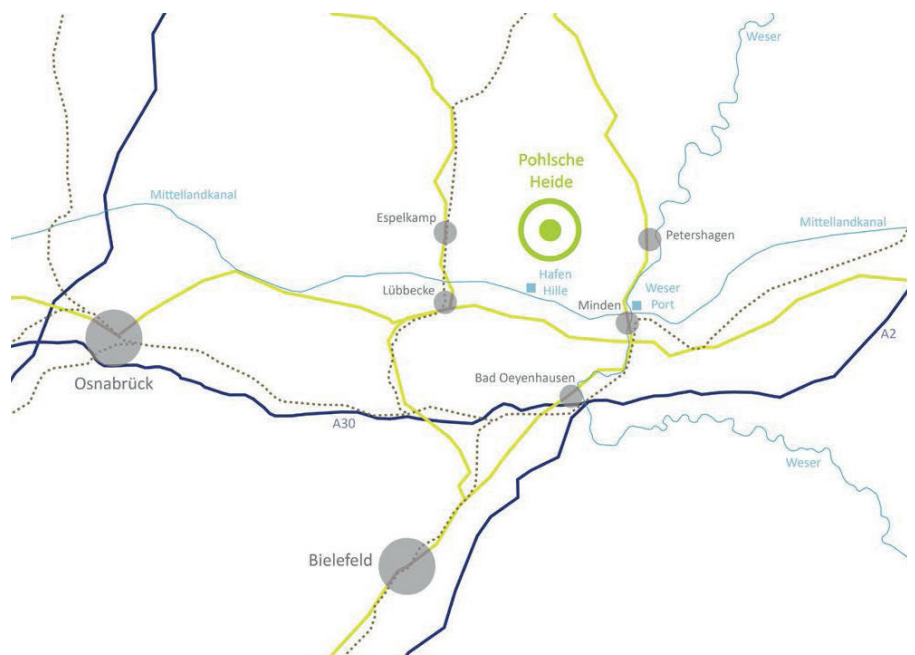 Weser
Pohlsche
Heide
Mittellandkanal
Espelkamp
Mittellandkanal
Petershagen
Hafen
Hille
Lübbecke
Weser
Port
Minden
A2
Osnabrück
Bad Oeyenhausen
A30
Weser
Bielefeld